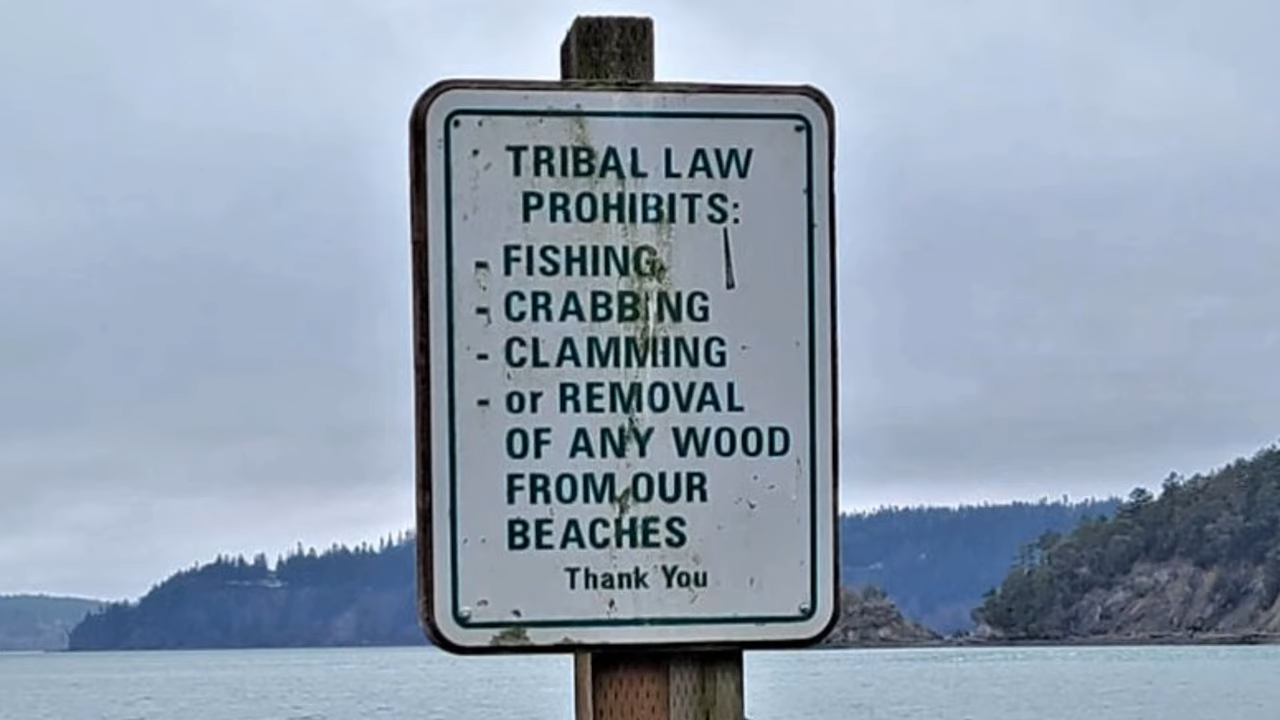 TRIBAL LAW
PROHIBITS:
- FISHING
- CRABBING
- CLAMMING
- or REMOVAL
OF ANY WOOD
FROM OUR
BEACHES
Thank You